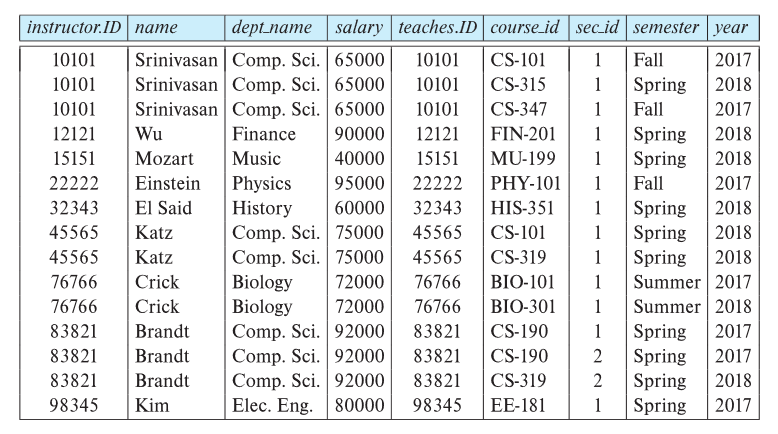 instructor.ID name dept_name salary teaches.ID course_id sec_id semester year
10101 Srinivasan Comp. Sci. 65000 10101 CS-101 1 Fall 2017
10101 Srinivasan Comp. Sci. 65000 10101 CS-315 1 Spring 2018
10101 Srinivasan Comp. Sci. 65000 10101 CS-347 1 Fall 2017
12121 Wu Finance 90000 12121 FIN-201 1 Spring 2018
15151 Mozart Music 40000 15151 MU-199 1 Spring 2018
22222 Einstein Physics 95000 22222 PHY-101 1 Fall 2017
32343 El Said History 60000 32343 HIS-351 1 Spring 2018
45565 Katz Comp. Sci. 75000 45565 CS-101 1 Spring 2018
45565 Katz Comp. Sci. 75000 45565 CS-319 1 Spring 2018
76766 Crick Biology 72000 76766 BIO-101 1 Summer 2017
76766 Crick Biology 72000 76766 BIO-301 1 Summer 2018
83821 Brandt Comp. Sci. 92000 83821 CS-190 1 Spring 2017
83821 Brandt Comp. Sci. 92000 83821 CS-190 2 Spring 2017
83821 Brandt Comp. Sci. 92000 83821 CS-319 2 Spring 2018
98345 Kim Elec. Eng. 80000 98345 EE-181 1 Spring 2017